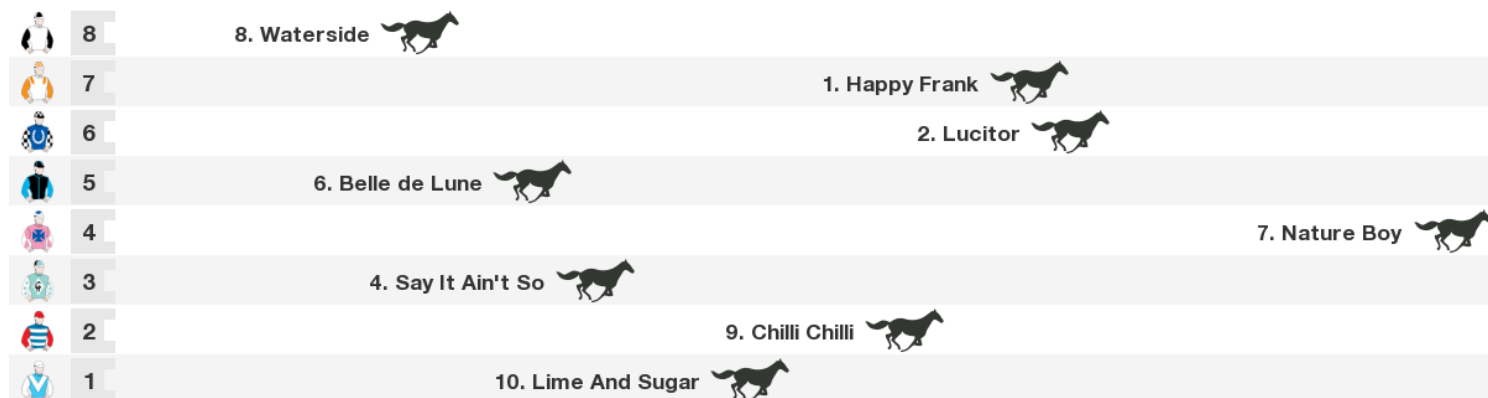 8 8. Waterside
7 1. Happy Frank
6 2. Lucitor
5 6. Belle de Lune
4 7. Nature Boy
3 4. Say It Ain't So
2 9. Chilli Chilli
1 10. Lime And Sugar